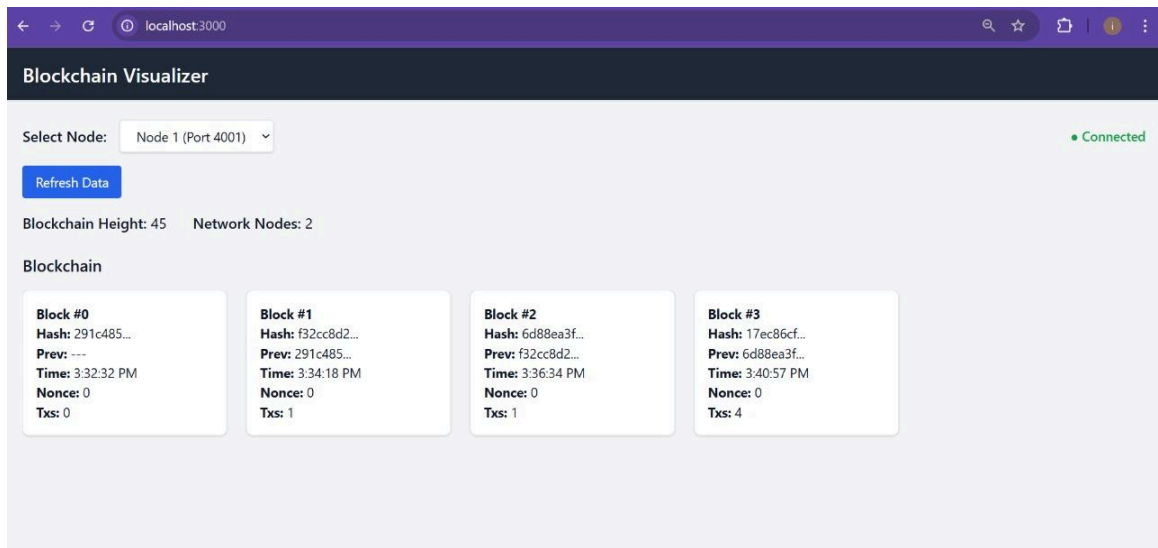 localhost:3000
Blockchain Visualizer
Select Node: Node 1 (Port 4001) ● Connected
Refresh Data
Blockchain Height: 45 Network Nodes: 2
Blockchain
Block #0
Hash: 291c485...
Prev: ---
Time: 3:32:32 PM
Nonce: 0
Txs: 0
Block #1
Hash: f32cc8d2...
Prev: 291c485...
Time: 3:34:18 PM
Nonce: 0
Txs: 1
Block #2
Hash: 6d88ea3f...
Prev: f32cc8d2...
Time: 3:36:34 PM
Nonce: 0
Txs: 1
Block #3
Hash: 17ec86cf...
Prev: 6d88ea3f...
Time: 3:40:57 PM
Nonce: 0
Txs: 4